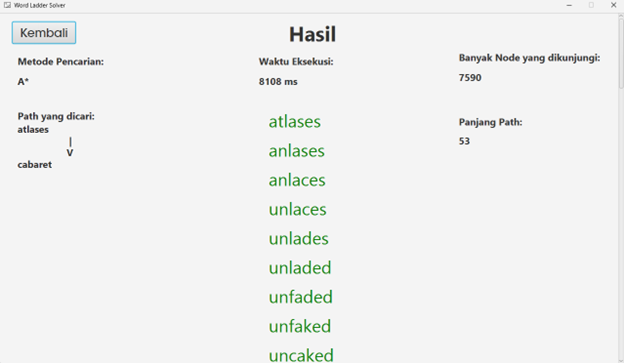 Word Ladder Solver
Kembali
Hasil
Metode Pencarian:
A*
Waktu Eksekusi:
8108 ms
Banyak Node yang dikunjungi:
7590
Path yang dicari:
atlases
|
V
cabaret
atlases
anlases
anlaces
unlaces
unlades
unladed
unfaded
unfaked
uncaked
Panjang Path:
53